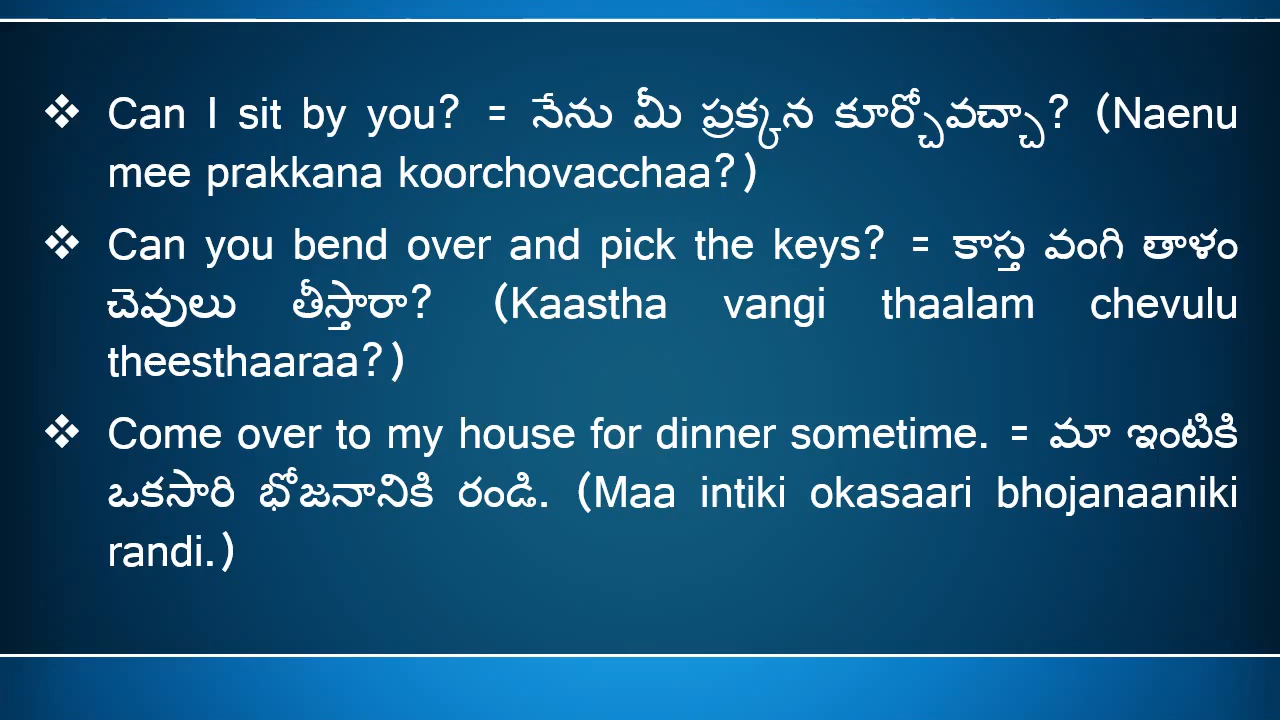 ❖ Can I sit by you? = నేను మీ ప్రక్కన కూర్చోవచ్చా? (Naenu
mee prakkana koorchovacchaa?)
❖ Can you bend over and pick the keys? = కాస్త వంగి తాళం
చెవులు తీస్తారా? (Kaastha vangi thaalam chevulu
theesthaaraa?)
❖ Come over to my house for dinner sometime. = మా ఇంటికి
ఒకసారి భోజనానికి రండి. (Maa intiki okasaari bhojanaaniki
randi.)